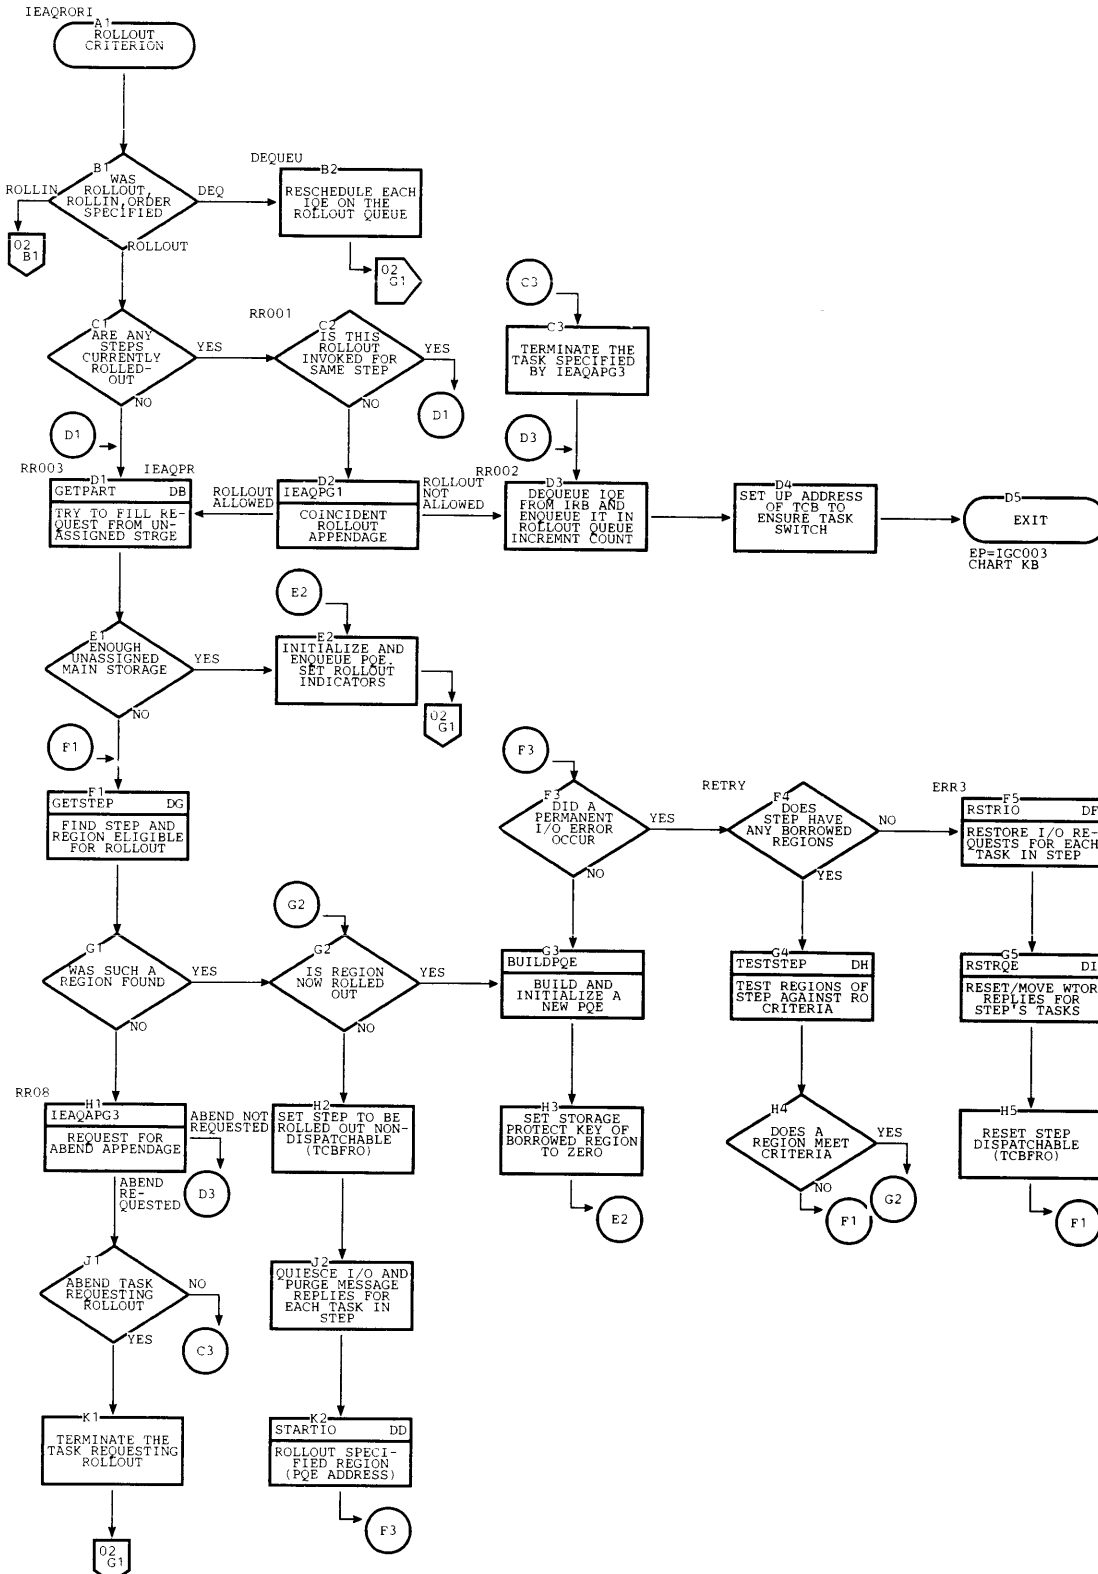 IEAQRORI
A1
ROLLOUT
CRITERION
B1
WAS
ROLLOUT,
ROLLIN,ORDER
SPECIFIED
ROLLIN
DEQ
ROLLOUT
02
B1
DEQUEU
B2
RESCHEDULE EACH
IQE ON THE
ROLLOUT QUEUE
02
G1
C3
C1
ARE ANY
STEPS
CURRENTLY
ROLLED-
OUT
YES
NO
RR001
C2
IS THIS
ROLLOUT
INVOKED FOR
SAME STEP
YES
NO
D1
C3
TERMINATE THE
TASK SPECIFIED
BY IEAQAPG3
D1
D3
RR003
IEAQPR
D1
GETPART DB
TRY TO FILL RE-
QUEST FROM UN-
ASSIGNED STRGE
ROLLOUT
ALLOWED
D2
IEAQPG1
COINCIDENT
ROLLOUT
APPENDAGE
ROLLOUT
NOT
ALLOWED
RR002
D3
DEQUEUE IQE
FROM IRB AND
ENQUEUE IT IN
ROLLOUT QUEUE
INCREMNT COUNT
D4
SET UP ADDRESS
OF TCB TO
ENSURE TASK
SWITCH
D5
EXIT
EP=IGC003
CHART KB
E2
E1
ENOUGH
UNASSIGNED
MAIN STORAGE
YES
NO
E2
INITIALIZE AND
ENQUEUE PQE.
SET ROLLOUT
INDICATORS
02
G1
F1
F3
F1
GETSTEP DG
FIND STEP AND
REGION ELIGIBLE
FOR ROLLOUT
F3
DID A
PERMANENT
I/O ERROR
OCCUR
YES
NO
RETRY
F4
DOES
STEP HAVE
ANY BORROWED
REGIONS
NO
YES
ERR3
F5
RSTRIO DF
RESTORE I/O RE-
QUESTS FOR EACH
TASK IN STEP
G2
G1
WAS SUCH A
REGION FOUND
YES
NO
G2
IS REGION
NOW ROLLED
OUT
YES
NO
G3
BUILDPQE
BUILD AND
INITIALIZE A
NEW PQE
G4
TESTSTEP DH
TEST REGIONS OF
STEP AGAINST RO
CRITERIA
G5
RSTRQE DI
RESET/MOVE WTOR
REPLIES FOR
STEP'S TASKS
RR08
H1
IEAQAPG3
REQUEST FOR
ABEND APPENDAGE
ABEND NOT
REQUESTED
D3
ABEND
RE-
QUESTED
H2
SET STEP TO BE
ROLLED OUT NON-
DISPATCHABLE
(TCBFRO)
H3
SET STORAGE
PROTECT KEY OF
BORROWED REGION
TO ZERO
E2
H4
DOES A
REGION MEET
CRITERIA
YES
NO
F1
G2
H5
RESET STEP
DISPATCHABLE
(TCBFRO)
F1
J1
ABEND TASK
REQUESTING
ROLLOUT
NO
YES
C3
J2
QUIESCE I/O AND
PURGE MESSAGE
REPLIES FOR
EACH TASK IN
STEP
K1
TERMINATE THE
TASK REQUESTING
ROLLOUT
02
G1
K2
STARTIO DD
ROLLOUT SPECI-
FIED REGION
(PQE ADDRESS)
F3